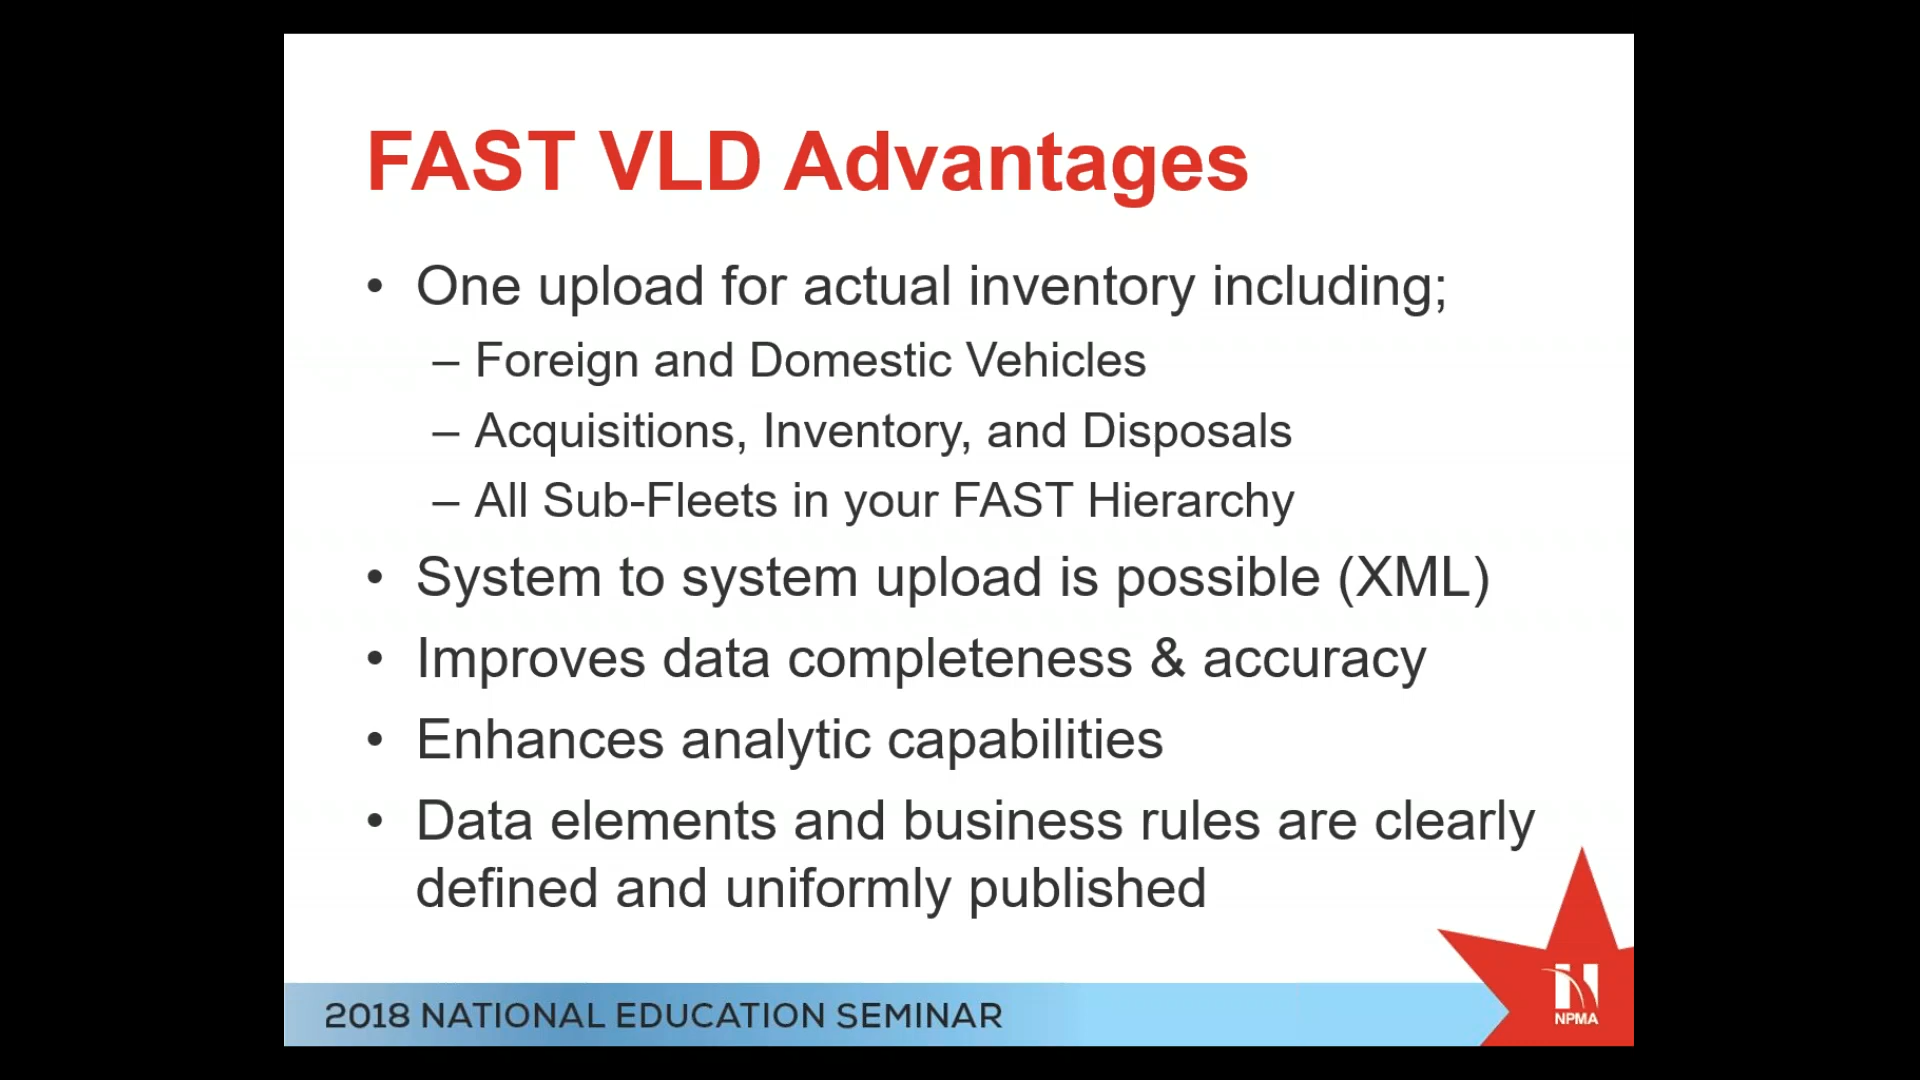 FAST VLD Advantages
• One upload for actual inventory including;
– Foreign and Domestic Vehicles
– Acquisitions, Inventory, and Disposals
– All Sub-Fleets in your FAST Hierarchy
• System to system upload is possible (XML)
• Improves data completeness & accuracy
• Enhances analytic capabilities
• Data elements and business rules are clearly
defined and uniformly published
2018 NATIONAL EDUCATION SEMINAR
NPMA